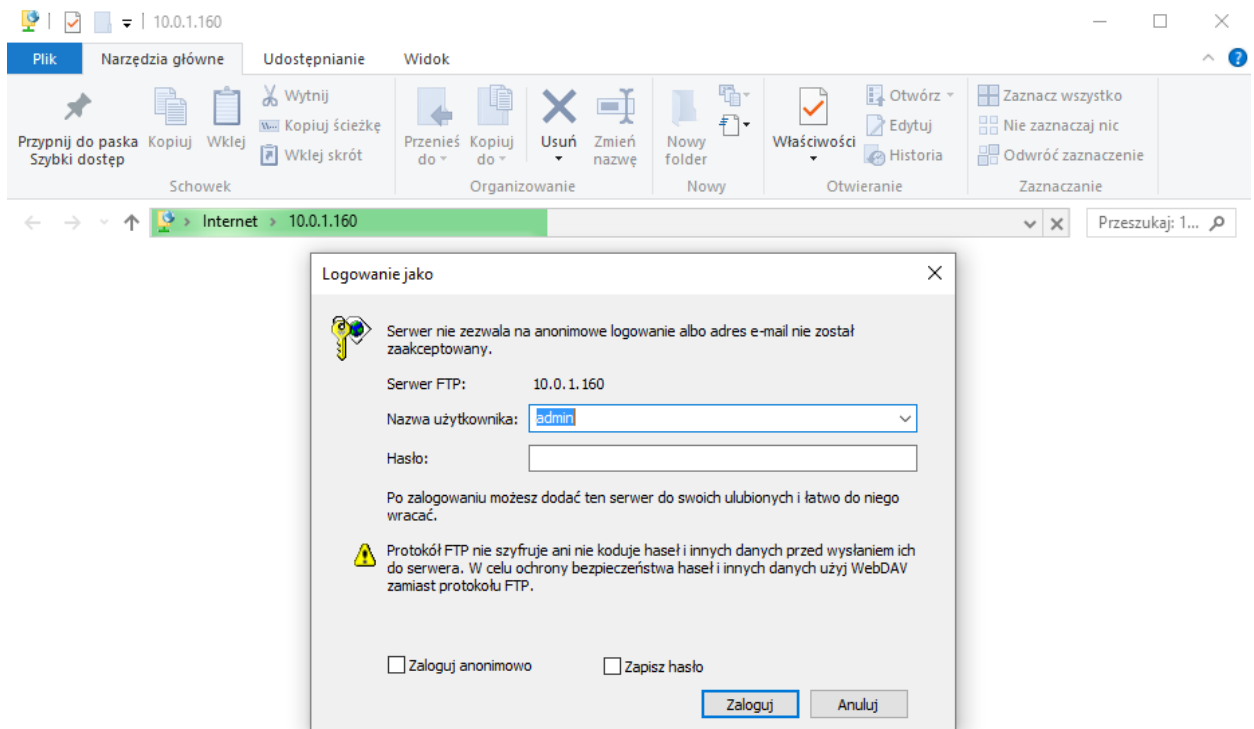 10.0.1.160
Plik Narzędzia główne Udostępnianie Widok
Przypnij do paska
Szybki dostęp
Kopiuj
Wklej
Wytnij
Kopiuj ścieżkę
Wklej skrót
Schowek
Przenieś
do
Kopiuj
do
Usuń
Zmień
nazwę
Organizowanie
Nowy
folder
Nowy
Właściwości
Otwórz
Edytuj
Historia
Otwieranie
Zaznacz wszystko
Nie zaznaczaj nic
Odwróć zaznaczenie
Zaznaczanie
Internet > 10.0.1.160
Przeszukaj: 1...
Logowanie jako
Serwer nie zezwala na anonimowe logowanie albo adres e-mail nie został
zaakceptowany.
Serwer FTP: 10.0.1.160
Nazwa użytkownika: admin
Hasło:
Po zalogowaniu możesz dodać ten serwer do swoich ulubionych i łatwo do niego
wracać.
Protokół FTP nie szyfruje ani nie koduje haseł i innych danych przed wysłaniem ich
do serwera. W celu ochrony bezpieczeństwa haseł i innych danych użyj WebDAV
zamiast protokołu FTP.
Zaloguj anonimowo Zapisz hasło
Zaloguj Anuluj